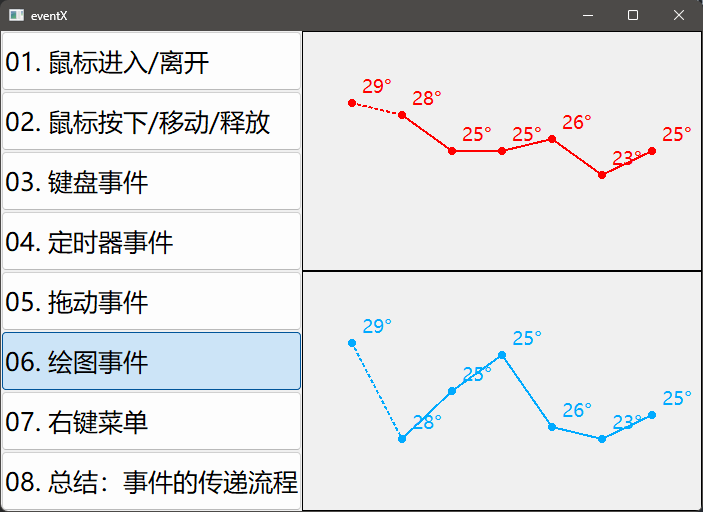 eventX
01. 鼠标进入/离开
02. 鼠标按下/移动/释放
03. 键盘事件
04. 定时器事件
05. 拖动事件
06. 绘图事件
07. 右键菜单
08. 总结：事件的传递流程
29°
28°
25°
25°
26°
23°
25°
29°
28°
25°
25°
26°
23°
25°